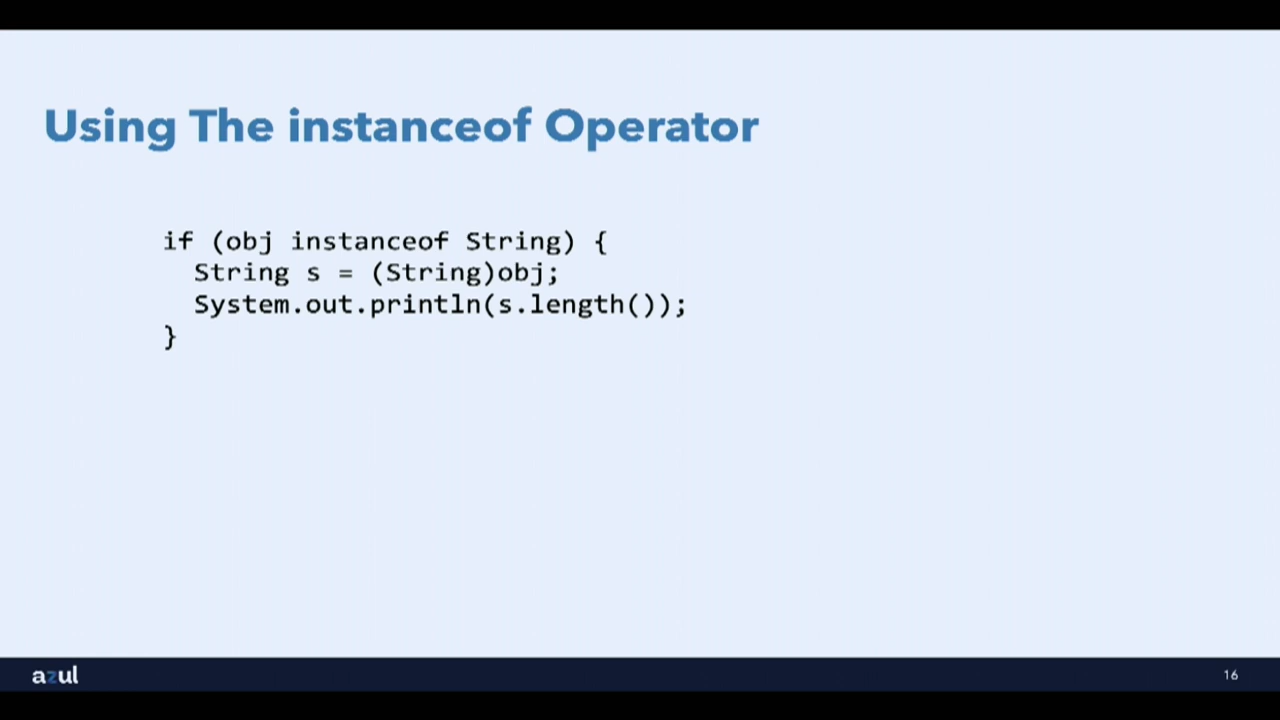 Using The instanceof Operator
if (obj instanceof String) {
  String s = (String)obj;
  System.out.println(s.length());
}
azul
16